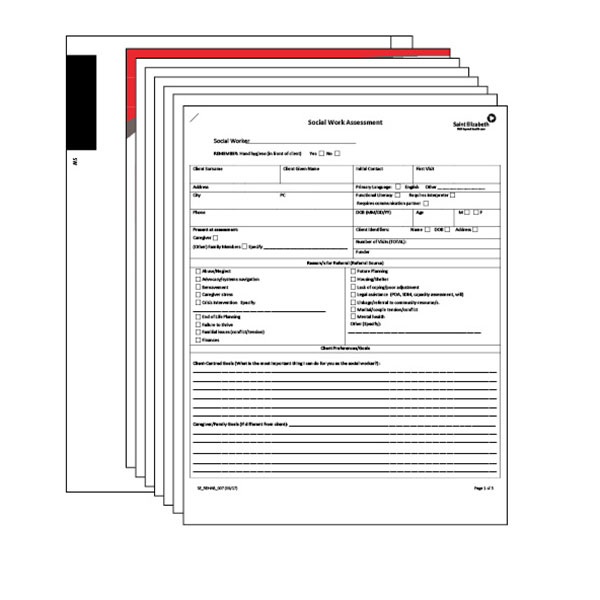 Social Work Assessment
Saint Elizabeth
Social Worker:
REMEMBER: Hand hygiene (in front of client) Yes No
Client Surname Client Given Name Initial Contact First Visit
Address Primary Language: English Other
City PC Functional Literacy Requires Interpreter
Requires communication partner
Phone DOB (MM/DD/YY) Age M F
Present at assessment: Client Identifiers: Name DOB Address
Caregiver Number of Visits (TOTAL):
(Other) Family Members Specify
Funder
Reason/s for Referral (Referral Source)
Abuse/Neglect Future Planning
Advocacy/systems navigation Housing/Shelter
Bereavement Lack of coping/poor adjustment
Caregiver stress Legal assistance (POA, SDM, capacity assessment, will)
Crisis Intervention Specify: Linkage/referral to community resource/s
Marital/couple tension/conflict
End of Life Planning Mental health
Failure to thrive Other (Specify):
Familial issues (conflict/tension)
Finances
Client Preferences/Goals
Client-Centred Goals (What is the most important thing I can do for you as the social worker?):
Caregiver/Family Goals (if different from client):
Page 1 of 5
SW